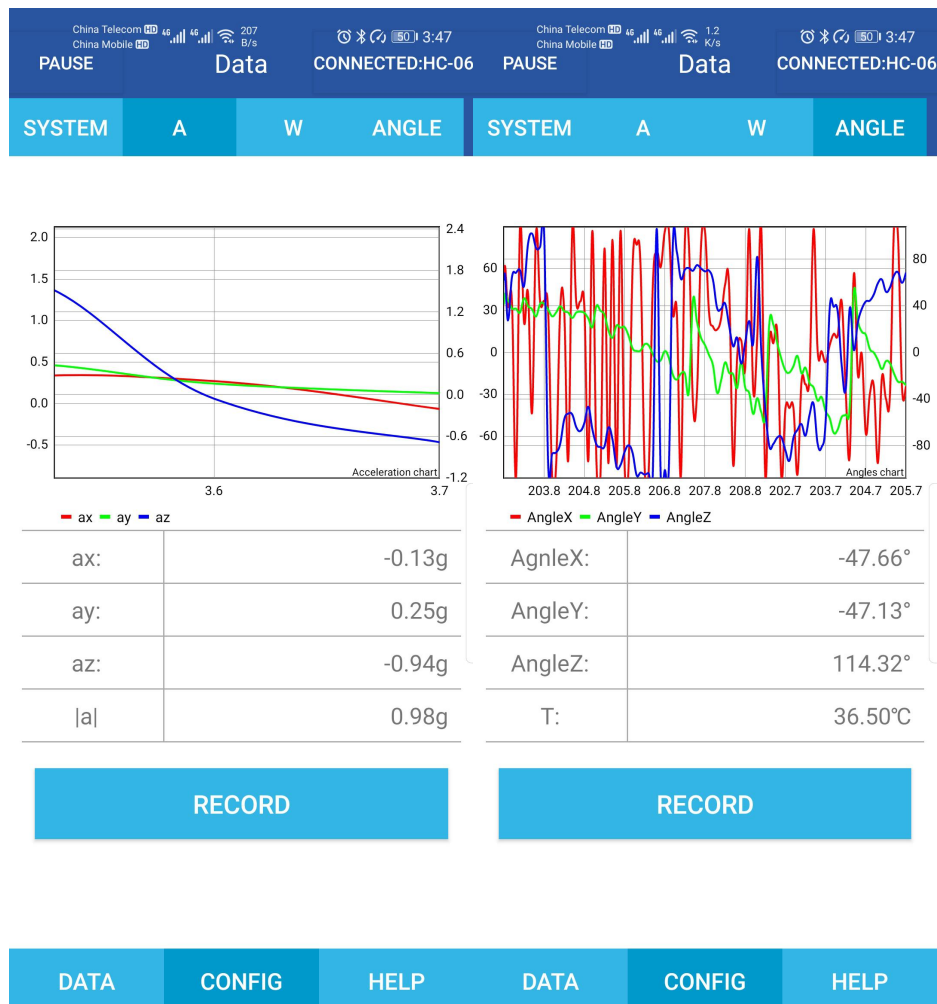 China Telecom HD 4G 4G 207
China Mobile HD B/s 50 3:47
PAUSE Data CONNECTED:HC-06
SYSTEM A W ANGLE
2.0 2.4
1.5 1.8
1.0 1.2
0.5 0.6
0.0 0.0
-0.5 -0.6
Acceleration chart -1.2
3.6 3.7
ax ay az
ax: -0.13g
ay: 0.25g
az: -0.94g
|a| 0.98g
RECORD
DATA CONFIG HELP
China Telecom HD 4G 4G 1.2
China Mobile HD K/s 50 3:47
PAUSE Data CONNECTED:HC-06
SYSTEM A W ANGLE
80
60
30 40
0 0
-30 -40
-60 -80
Angles chart
203.8 204.8 205.8 206.8 207.8 208.8 202.7 203.7 204.7 205.7
AngleX AngleY AngleZ
AgnleX: -47.66°
AngleY: -47.13°
AngleZ: 114.32°
T: 36.50℃
RECORD
DATA CONFIG HELP